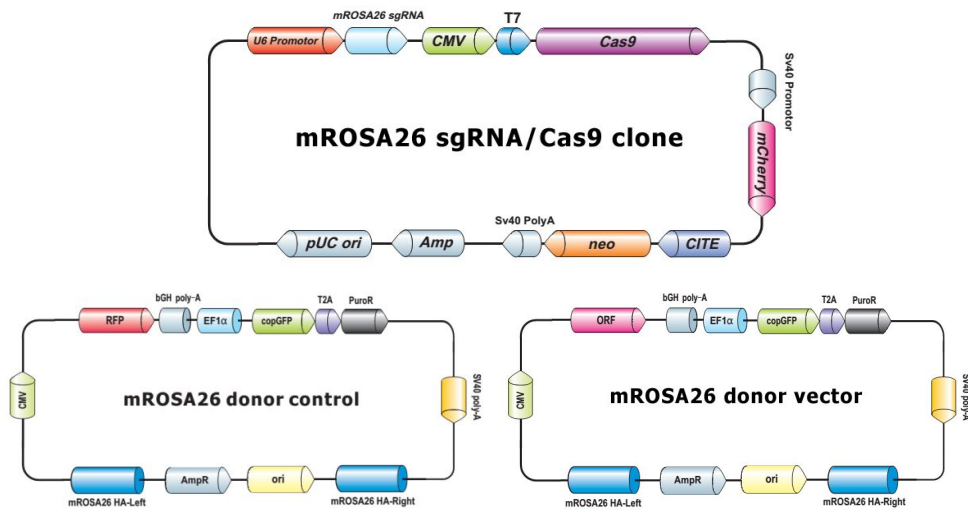 mROSA26 sgRNA
T7
U6 Promotor
CMV
Cas9
Sv40 Promotor
mROSA26 sgRNA/Cas9 clone
mCherry
Sv40 PolyA
pUC ori
Amp
neo
CITE
bGH poly-A
T2A
PuroR
RFP
EF1α
copGFP
CMV
mROSA26 donor control
SV40 poly-A
AmpR
ori
mROSA26 HA-Left
mROSA26 HA-Right
bGH poly-A
T2A
PuroR
ORF
EF1α
copGFP
CMV
mROSA26 donor vector
SV40 poly-A
AmpR
ori
mROSA26 HA-Left
mROSA26 HA-Right